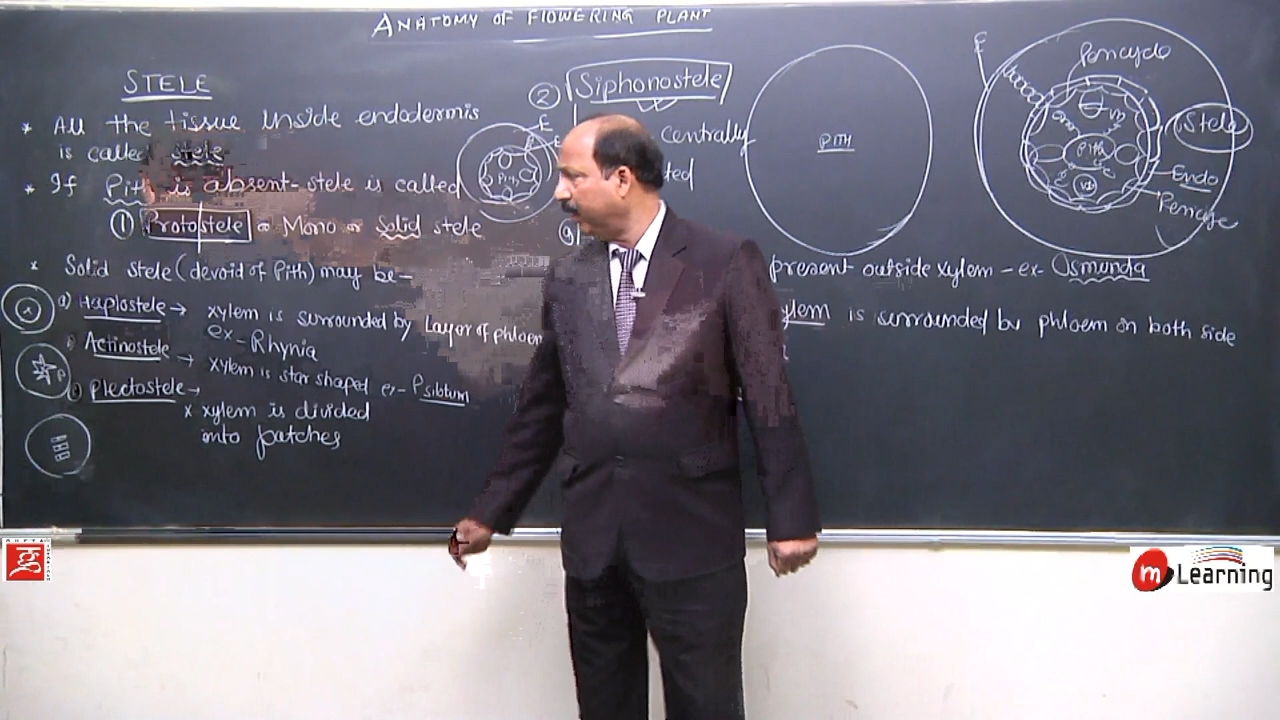 ANATOMY OF FLOWERING PLANT
STELE
* All the tissue inside endodermis
is called stele
* If Pith is absent - stele is called
① Protostele or Mono or Solid stele
* Solid stele (devoid of Pith) may be -
a) Haplostele → xylem is surrounded by Layer of phloem
ex - Rhynia
Actinostele → xylem is star shaped ex - Psilotum
Plectostele →
* xylem is divided
into patches
② Siphonostele
centrally
Pith
present outside xylem - ex - Osmunda
xylem is surrounded by phloem on both side
PITH
E
Pericycle
Pith
Stele
Endo
Pericycle
GUPTA
m Learning